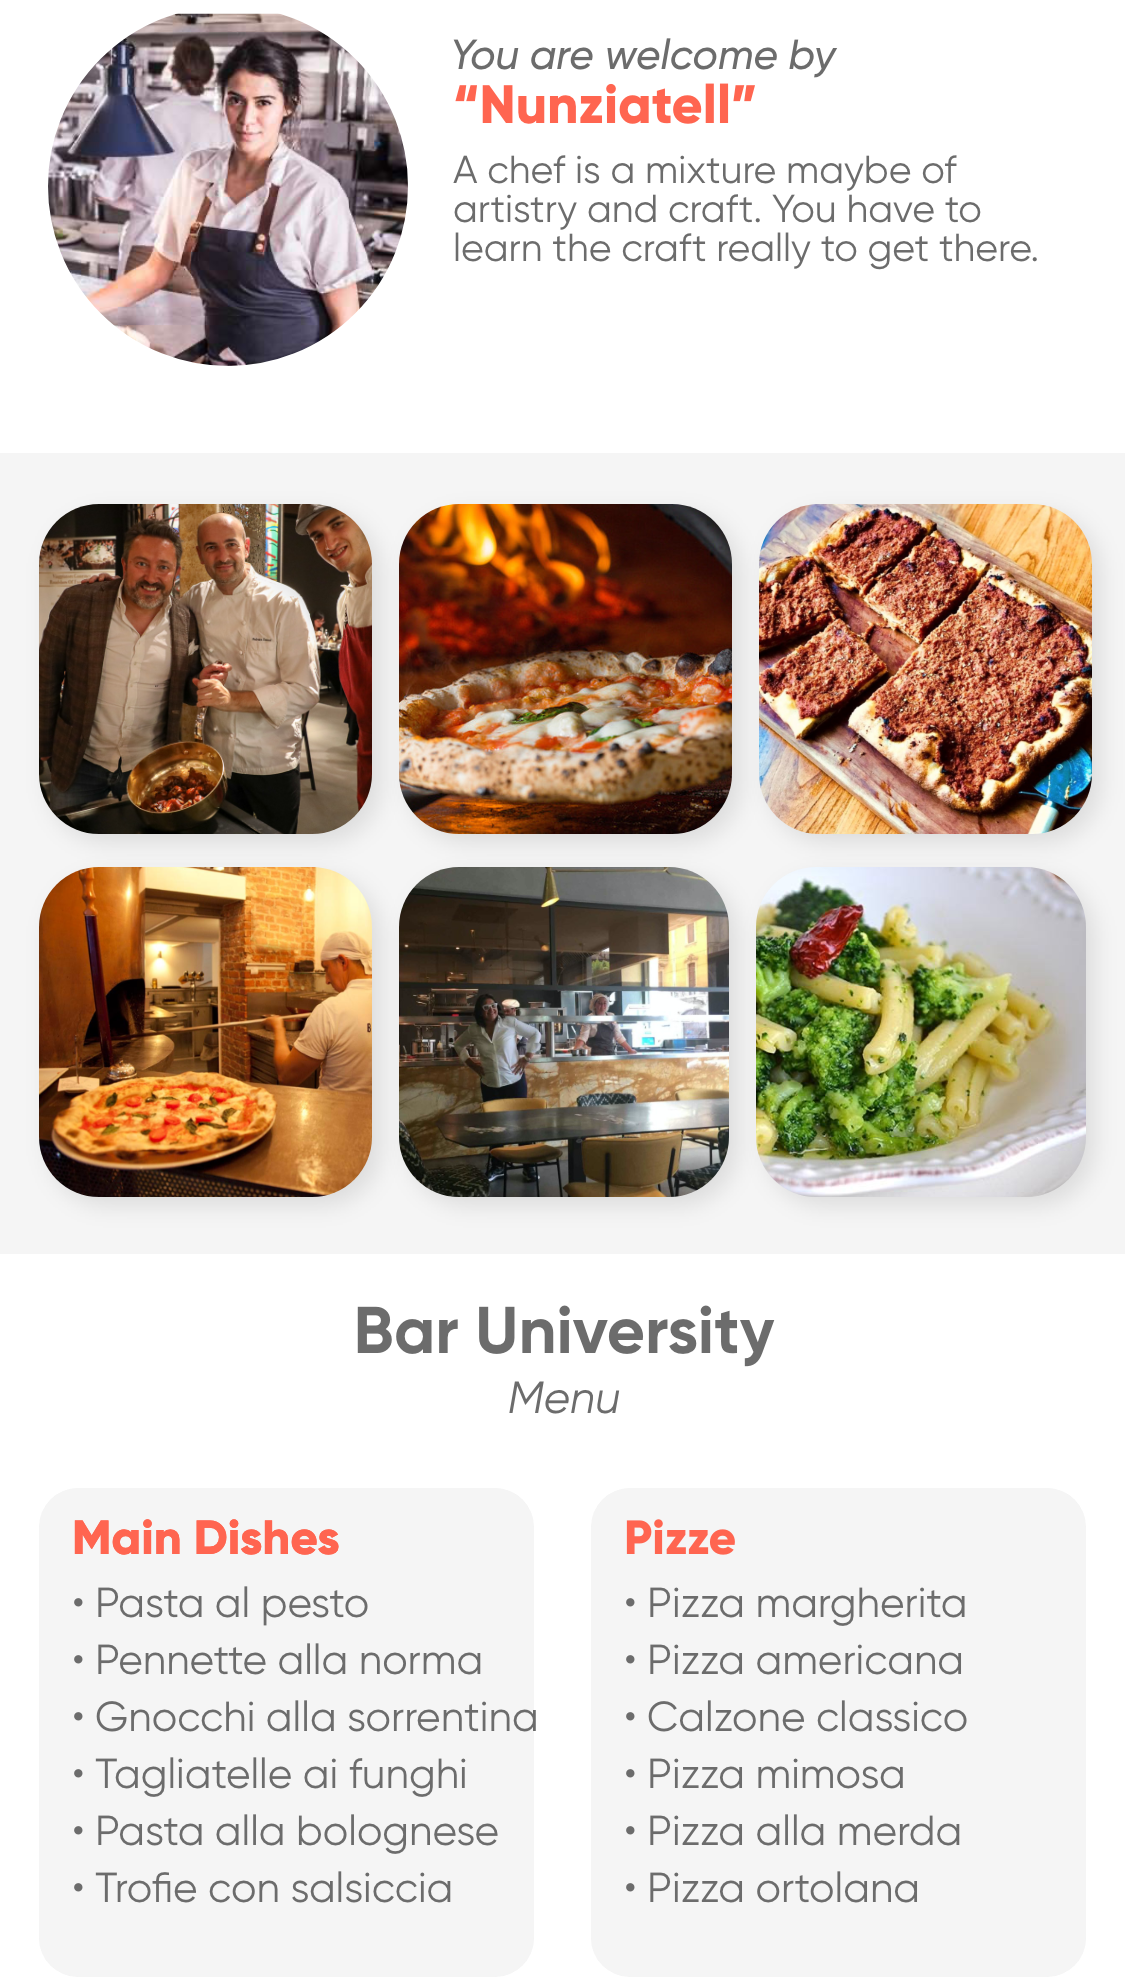 You are welcome by
“Nunziatell”
A chef is a mixture maybe of
artistry and craft. You have to
learn the craft really to get there.
Bar University
Menu
Main Dishes
• Pasta al pesto
• Pennette alla norma
• Gnocchi alla sorrentina
• Tagliatelle ai funghi
• Pasta alla bolognese
• Trofie con salsiccia
Pizze
• Pizza margherita
• Pizza americana
• Calzone classico
• Pizza mimosa
• Pizza alla merda
• Pizza ortolana